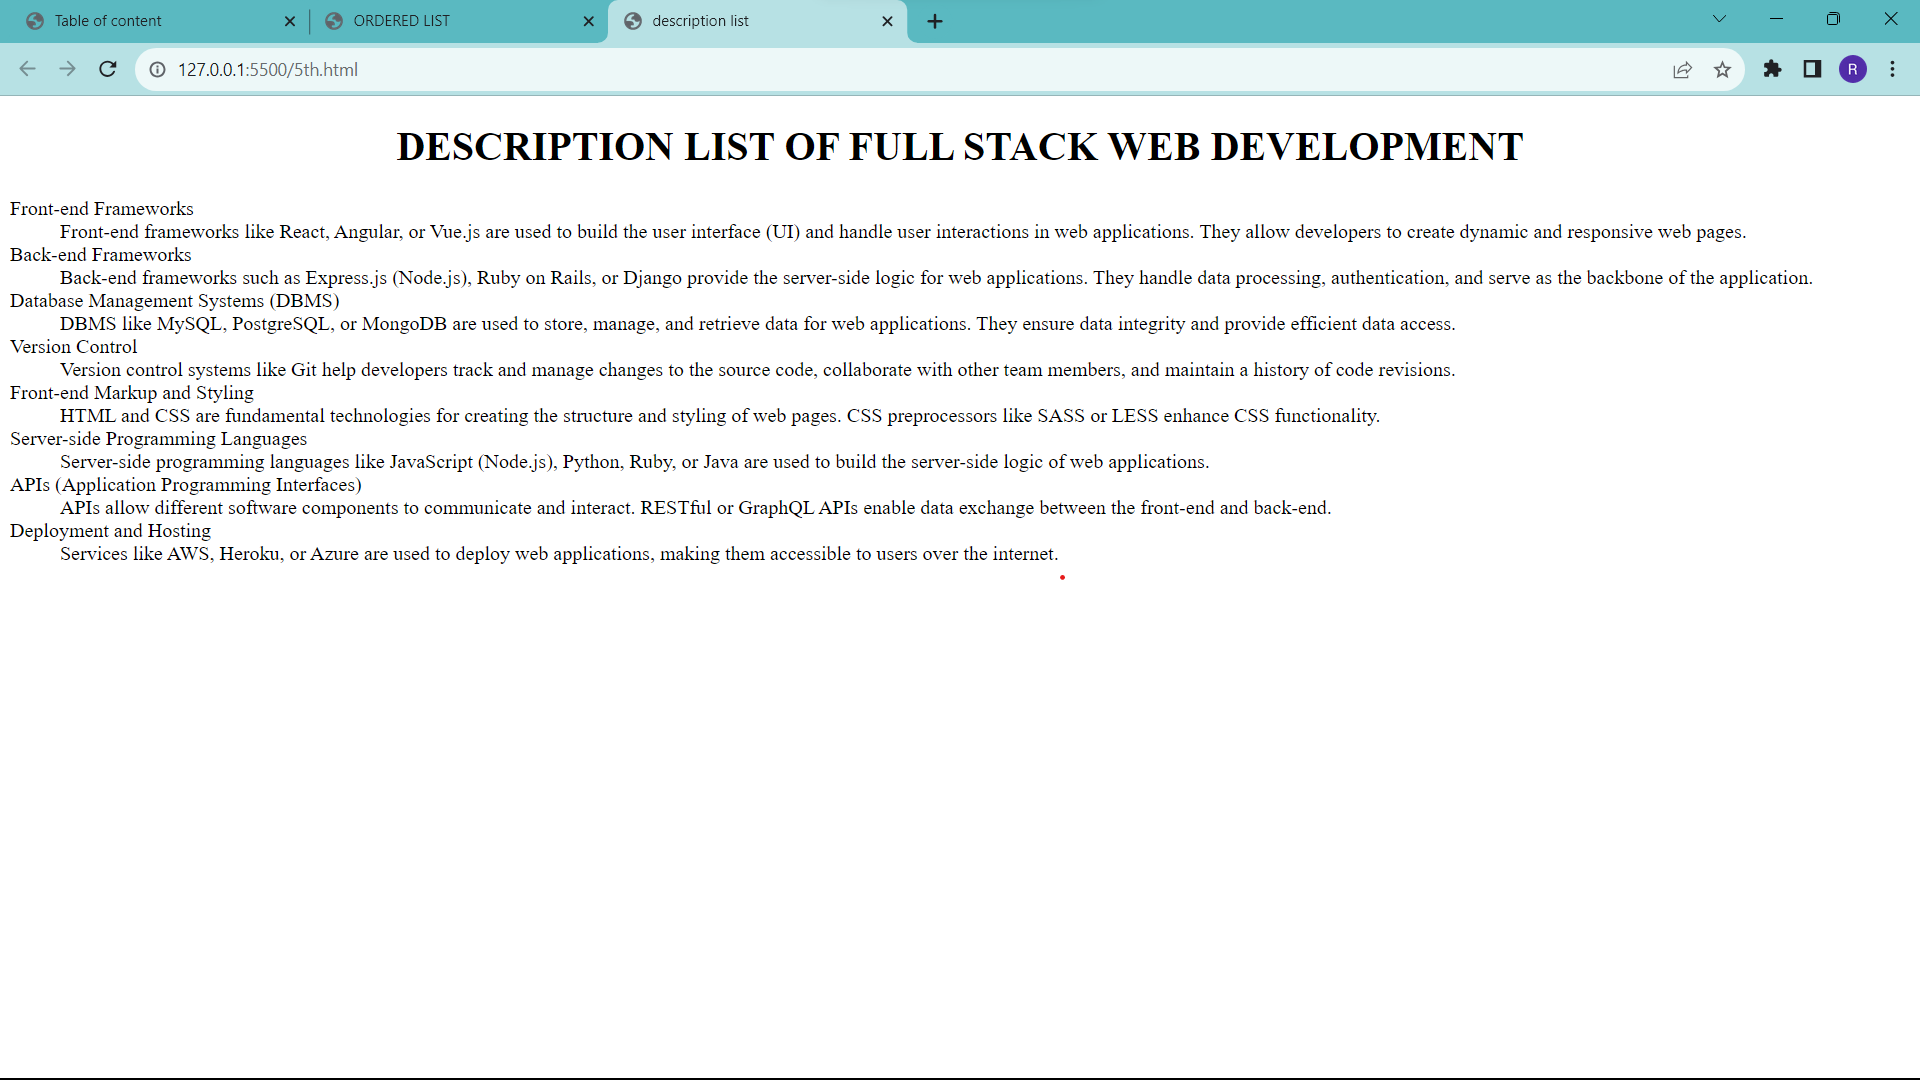 Table of content
ORDERED LIST
description list
127.0.0.1:5500/5th.html
R
DESCRIPTION LIST OF FULL STACK WEB DEVELOPMENT
Front-end Frameworks
Front-end frameworks like React, Angular, or Vue.js are used to build the user interface (UI) and handle user interactions in web applications. They allow developers to create dynamic and responsive web pages.
Back-end Frameworks
Back-end frameworks such as Express.js (Node.js), Ruby on Rails, or Django provide the server-side logic for web applications. They handle data processing, authentication, and serve as the backbone of the application.
Database Management Systems (DBMS)
DBMS like MySQL, PostgreSQL, or MongoDB are used to store, manage, and retrieve data for web applications. They ensure data integrity and provide efficient data access.
Version Control
Version control systems like Git help developers track and manage changes to the source code, collaborate with other team members, and maintain a history of code revisions.
Front-end Markup and Styling
HTML and CSS are fundamental technologies for creating the structure and styling of web pages. CSS preprocessors like SASS or LESS enhance CSS functionality.
Server-side Programming Languages
Server-side programming languages like JavaScript (Node.js), Python, Ruby, or Java are used to build the server-side logic of web applications.
APIs (Application Programming Interfaces)
APIs allow different software components to communicate and interact. RESTful or GraphQL APIs enable data exchange between the front-end and back-end.
Deployment and Hosting
Services like AWS, Heroku, or Azure are used to deploy web applications, making them accessible to users over the internet.